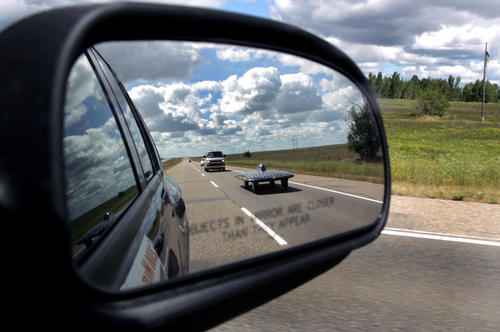 OBJECTS IN MIRROR ARE CLOSER
THAN THEY APPEAR